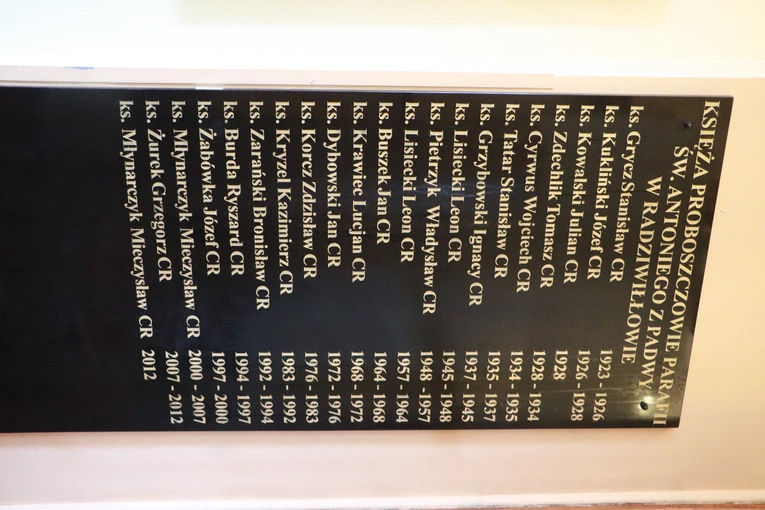 KSIĘŻA PROBOSZCZOWIE PARAFII
ŚW. ANTONIEGO Z PADWY
W RADZIWIŁŁOWIE
ks. Grycz Stanisław CR 1923 - 1926
ks. Kukliński Józef CR 1926 - 1928
ks. Kowalski Julian CR 1928
ks. Zdechlik Tomasz CR 1928 - 1934
ks. Cyrwus Wojciech CR 1934 - 1935
ks. Tatar Stanisław CR 1935 - 1937
ks. Grzybowski Ignacy CR 1937 - 1945
ks. Lisiecki Leon CR 1945 - 1948
ks. Pietrzyk Władysław CR 1948 -1957
ks. Lisiecki Leon CR 1957 - 1964
ks. Buszek Jan CR 1964 - 1968
ks. Krawiec Lucjan CR 1968 - 1972
ks. Dybowski Jan CR 1972 - 1976
ks. Korcz Zdzisław CR 1976 - 1983
ks. Kryzel Kazimierz CR 1983 - 1992
ks. Zarański Bronisław CR 1992 - 1994
ks. Burda Ryszard CR 1994 - 1997
ks. Żabówka Józef CR 1997 - 2000
ks. Młynarczyk Mieczysław CR 2000 - 2007
ks. Żurek Grzegorz CR 2007 - 2012
ks. Młynarczyk Mieczysław CR 2012